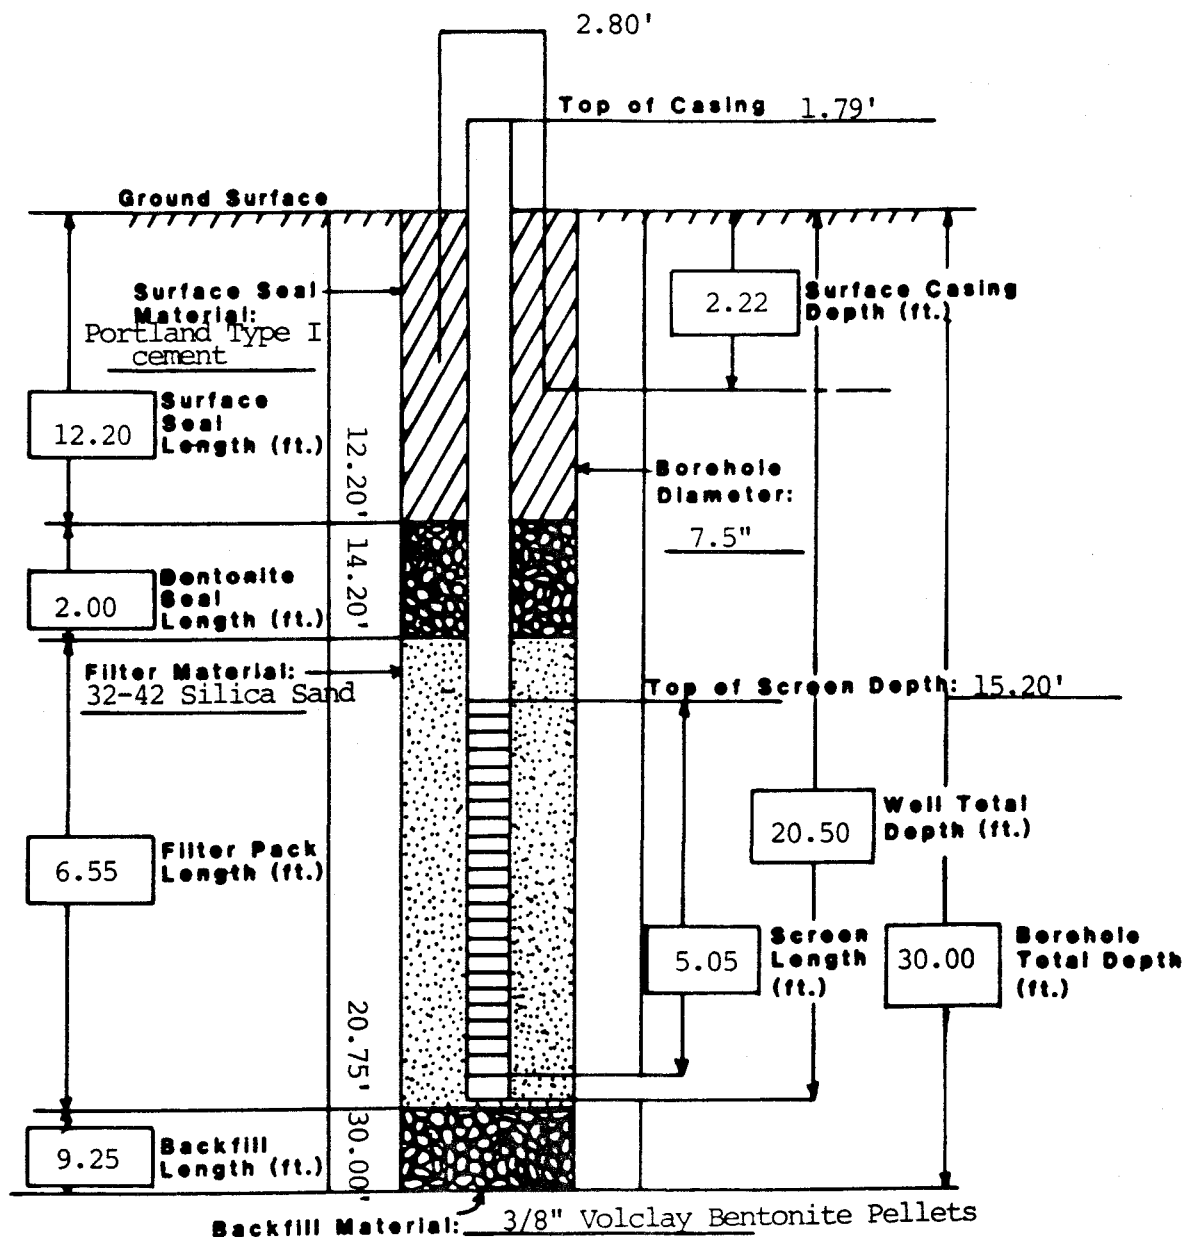 2.80'
Top of Casing 1.79'
Ground Surface
Surface Seal
Material:
Portland Type I
cement
2.22
Surface Casing
Depth (ft.)
12.20
Surface
Seal
Length (ft.)
12.20'
Borehole
Diameter:
7.5"
2.00
Bentonite
Seal
Length (ft.)
14.20'
Filter Material:
32-42 Silica Sand
Top of Screen Depth: 15.20'
20.50
Well Total
Depth (ft.)
6.55
Filter Pack
Length (ft.)
5.05
Screen
Length
(ft.)
30.00
Borehole
Total Depth
(ft.)
20.75'
9.25
Backfill
Length (ft.)
30.00'
Backfill Material: 3/8" Volclay Bentonite Pellets